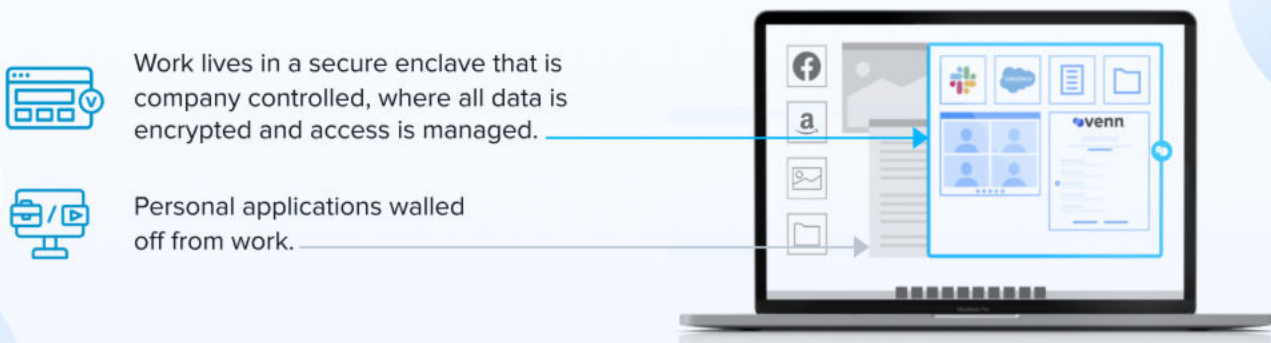 Work lives in a secure enclave that is
company controlled, where all data is
encrypted and access is managed.
Personal applications walled
off from work.
venn